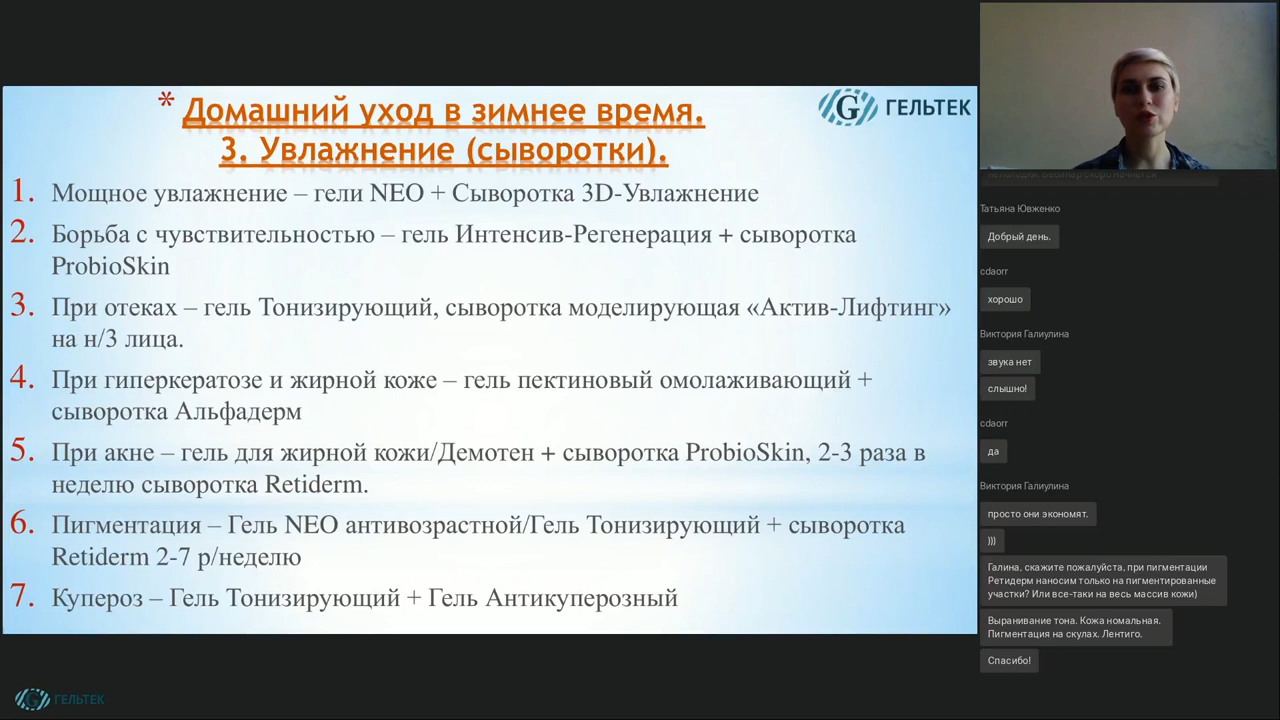 * Домашний уход в зимнее время.
3. Увлажнение (сыворотки).
ГЕЛЬТЕК
1. Мощное увлажнение – гели NEO + Сыворотка 3D-Увлажнение
2. Борьба с чувствительностью – гель Интенсив-Регенерация + сыворотка
ProbioSkin
3. При отеках – гель Тонизирующий, сыворотка моделирующая «Актив-Лифтинг»
на н/3 лица.
4. При гиперкератозе и жирной коже – гель пектиновый омолаживающий +
сыворотка Альфадерм
5. При акне – гель для жирной кожи/Демотен + сыворотка ProbioSkin, 2-3 раза в
неделю сыворотка Retiderm.
6. Пигментация – Гель NEO антивозрастной/Гель Тонизирующий + сыворотка
Retiderm 2-7 р/неделю
7. Купероз – Гель Тонизирующий + Гель Антикуперозный
ГЕЛЬТЕК
Татьяна Ювженко
Добрый день.
cdaorr
хорошо
Виктория Галиулина
звука нет
слышно!
cdaorr
да
Виктория Галиулина
просто они экономят.
)))
Галина, скажите пожалуйста, при пигментации
Ретидерм наносим только на пигментированные
участки? Или все-таки на весь массив кожи)
Выранивание тона. Кожа номальная.
Пигментация на скулах. Лентиго.
Спасибо!